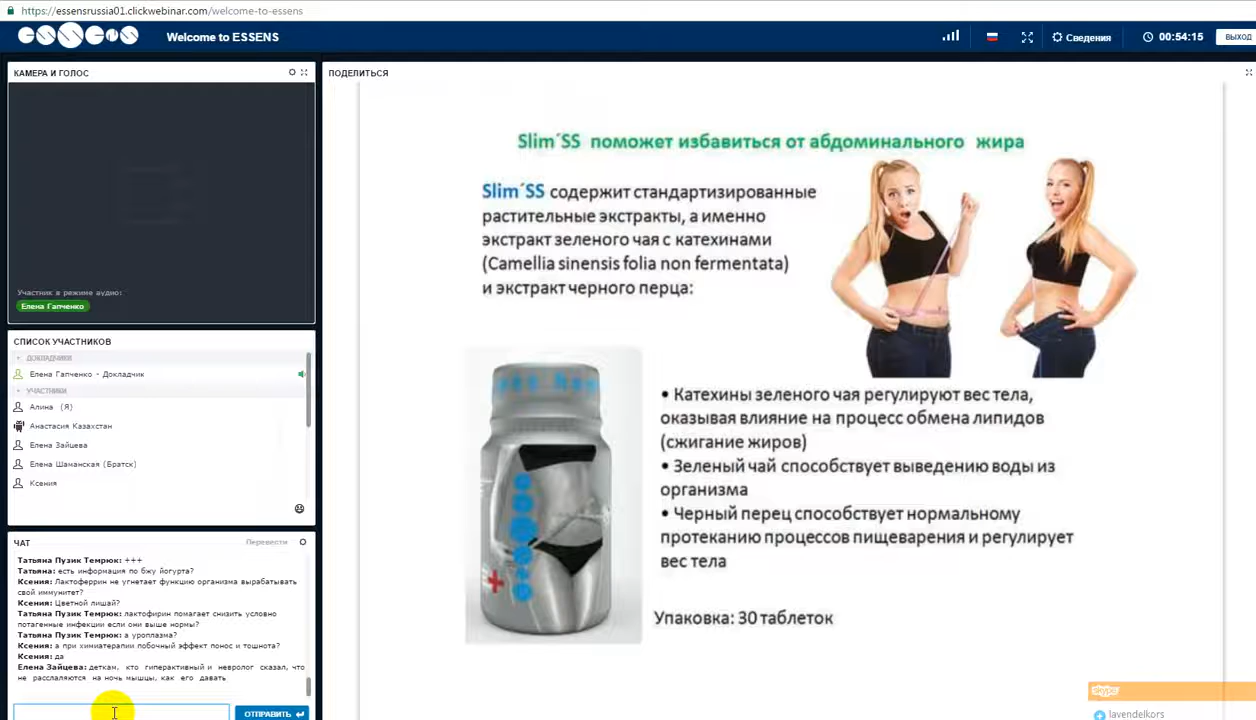 https://essensrussia01.clickwebinar.com/welcome-to-essens
essens
Welcome to ESSENS
Сведения
00:54:15
ВЫХОД
КАМЕРА И ГОЛОС
Участник в режиме аудио:
Елена Гапченко
СПИСОК УЧАСТНИКОВ
ДОКЛАДЧИКИ
Елена Гапченко - Докладчик
УЧАСТНИКИ
Алина (Я)
Анастасия Казахстан
Елена Зайцева
Елена Шаманская (Братск)
Ксения
ЧАТ
Перевести
Татьяна Пузик Темрюк: +++
Татьяна: есть информация по бжу йогурта?
Ксения: Лактоферрин не угнетает функцию организма вырабатывать
свой иммунитет?
Ксения: Цветной лишай?
Татьяна Пузик Темрюк: лактофирин помагает снизить условно
потагенные инфекции если они выше нормы?
Татьяна Пузик Темрюк: а уроплазма?
Ксения: а при химиатерапии побочный эффект понос и тошнота?
Ксения: да
Елена Зайцева: деткам, кто гиперактивный и невролог сказал, что
не расслаляются на ночь мышцы, как его давать
ОТПРАВИТЬ
ПОДЕЛИТЬСЯ
Slim´SS поможет избавиться от абдоминального жира
Slim´SS содержит стандартизированные
растительные экстракты, а именно
экстракт зеленого чая с катехинами
(Camellia sinensis folia non fermentata)
и экстракт черного перца:
• Катехины зеленого чая регулируют вес тела,
оказывая влияние на процесс обмена липидов
(сжигание жиров)
• Зеленый чай способствует выведению воды из
организма
• Черный перец способствует нормальному
протеканию процессов пищеварения и регулирует
вес тела
Упаковка: 30 таблеток
skype
lavendelkors